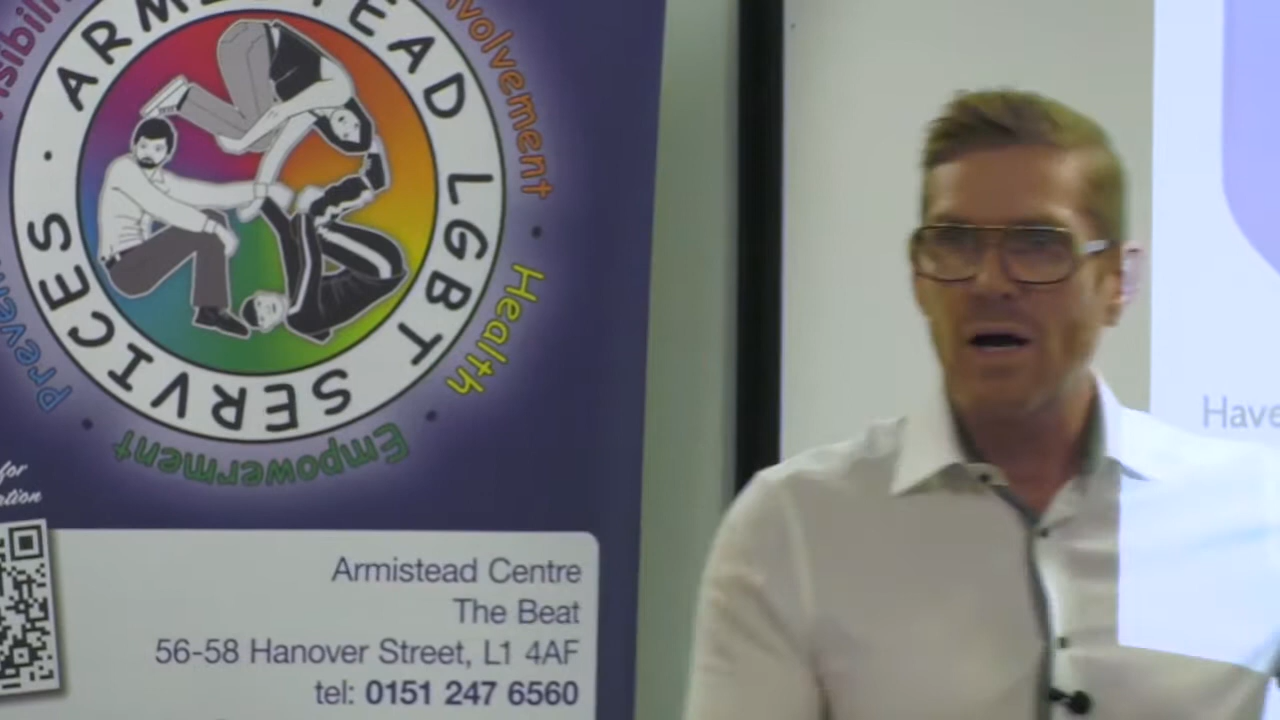 ARMISTEAD LGBT SERVICES
Involvement
Health
Empowerment
for
Armistead Centre
The Beat
56-58 Hanover Street, L1 4AF
tel: 0151 247 6560
Have